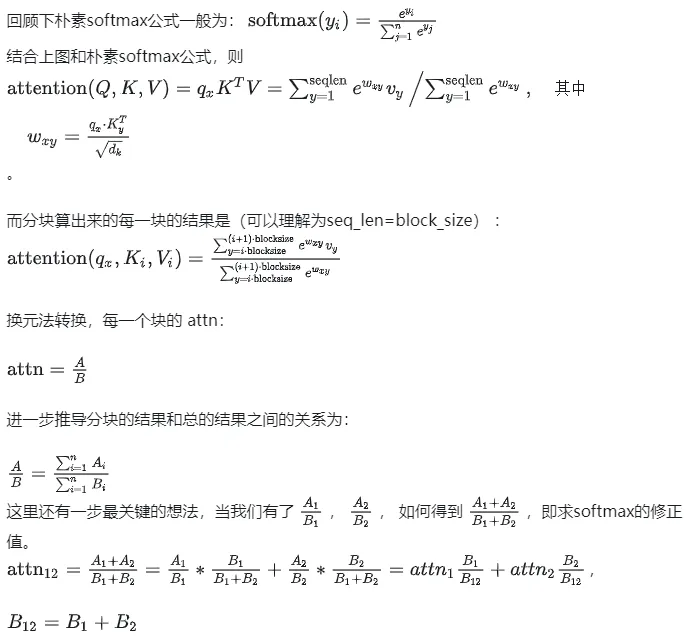 回顾下朴素softmax公式一般为： $\text{softmax}(y_i) = \frac{e^{y_i}}{\sum_{j=1}^{n} e^{y_j}}$
结合上图和朴素softmax公式，则
$\text{attention}(Q, K, V) = q_x K^T V = \sum_{y=1}^{\text{seqlen}} e^{w_{xy}} v_y \Big/ \sum_{y=1}^{\text{seqlen}} e^{w_{xy}}$ ， 其中
$w_{xy} = \frac{q_x \cdot K_y^T}{\sqrt{d_k}}$
。
而分块算出来的每一块的结果是（可以理解为seq_len=block_size）：
$\text{attention}(q_x, K_i, V_i) = \frac{\sum_{y=i \cdot \text{blocksize}}^{(i+1) \cdot \text{blocksize}} e^{w_{xy}} v_y}{\sum_{y=i \cdot \text{blocksize}}^{(i+1) \cdot \text{blocksize}} e^{w_{xy}}}$
换元法转换，每一个块的 attn：
$\text{attn} = \frac{A}{B}$
进一步推导分块的结果和总的结果之间的关系为：
$\frac{A}{B} = \frac{\sum_{i=1}^{n} A_i}{\sum_{i=1}^{n} B_i}$
这里还有一步最关键的想法，当我们有了 $\frac{A_1}{B_1}$ ， $\frac{A_2}{B_2}$ ， 如何得到 $\frac{A_1+A_2}{B_1+B_2}$ ，即求softmax的修正
值。
$\text{attn}_{12} = \frac{A_1+A_2}{B_1+B_2} = \frac{A_1}{B_1} * \frac{B_1}{B_1+B_2} + \frac{A_2}{B_2} * \frac{B_2}{B_1+B_2} = attn_1 \frac{B_1}{B_{12}} + attn_2 \frac{B_2}{B_{12}}$ ，
$B_{12} = B_1 + B_2$